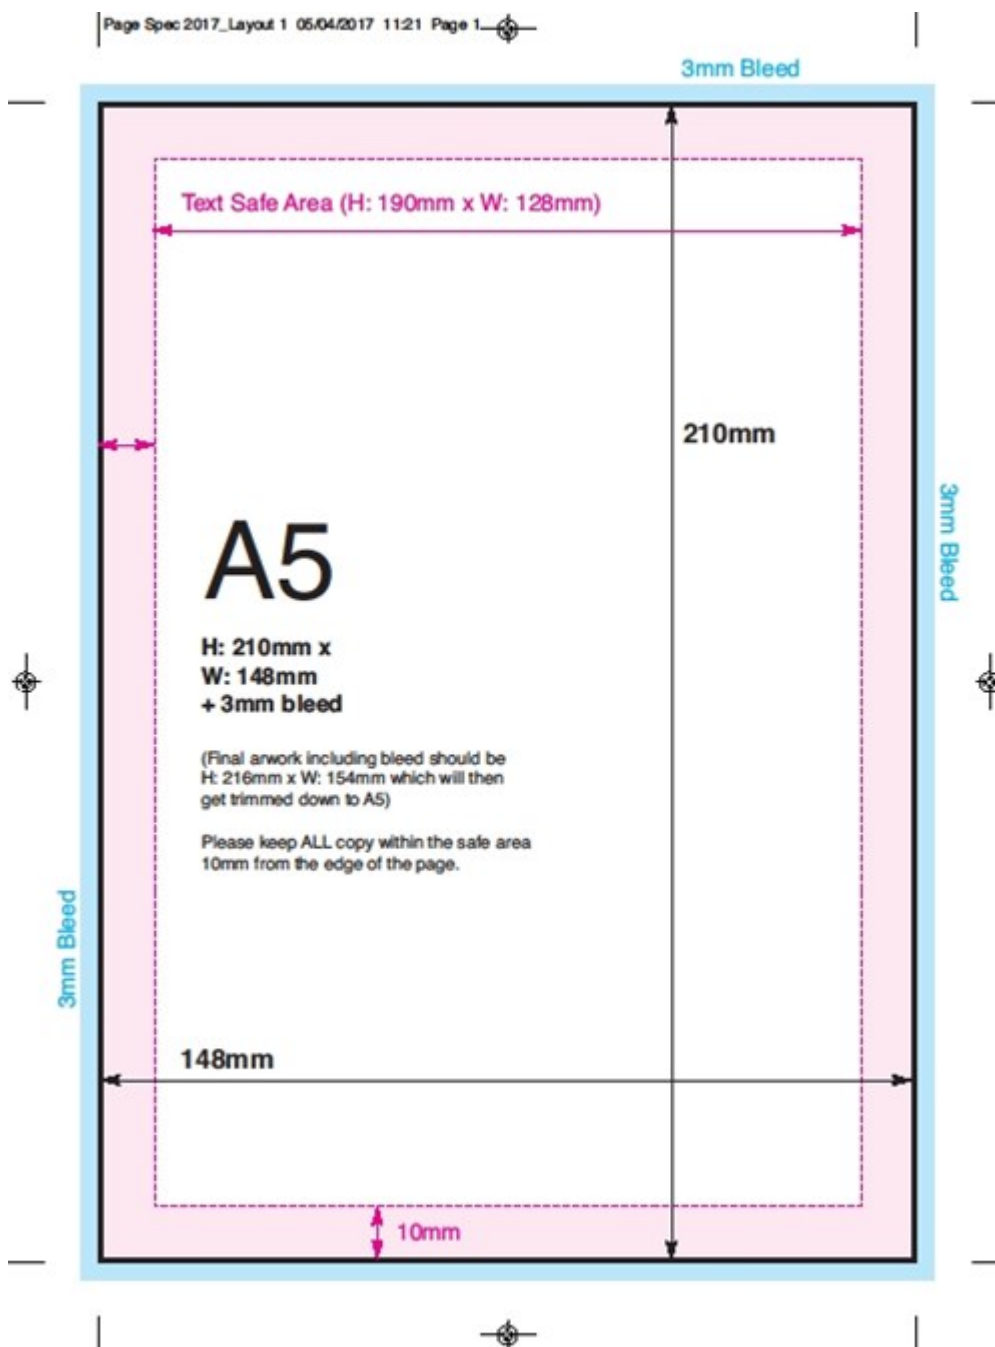 Page Spec 2017_Layout 1  05/04/2017  11:21  Page 1
3mm Bleed
Text Safe Area (H: 190mm x W: 128mm)
210mm
3mm Bleed
A5
H: 210mm x
W: 148mm
+ 3mm bleed
(Final arwork including bleed should be
H: 216mm x W: 154mm which will then
get trimmed down to A5)
Please keep ALL copy within the safe area
10mm from the edge of the page.
3mm Bleed
148mm
10mm